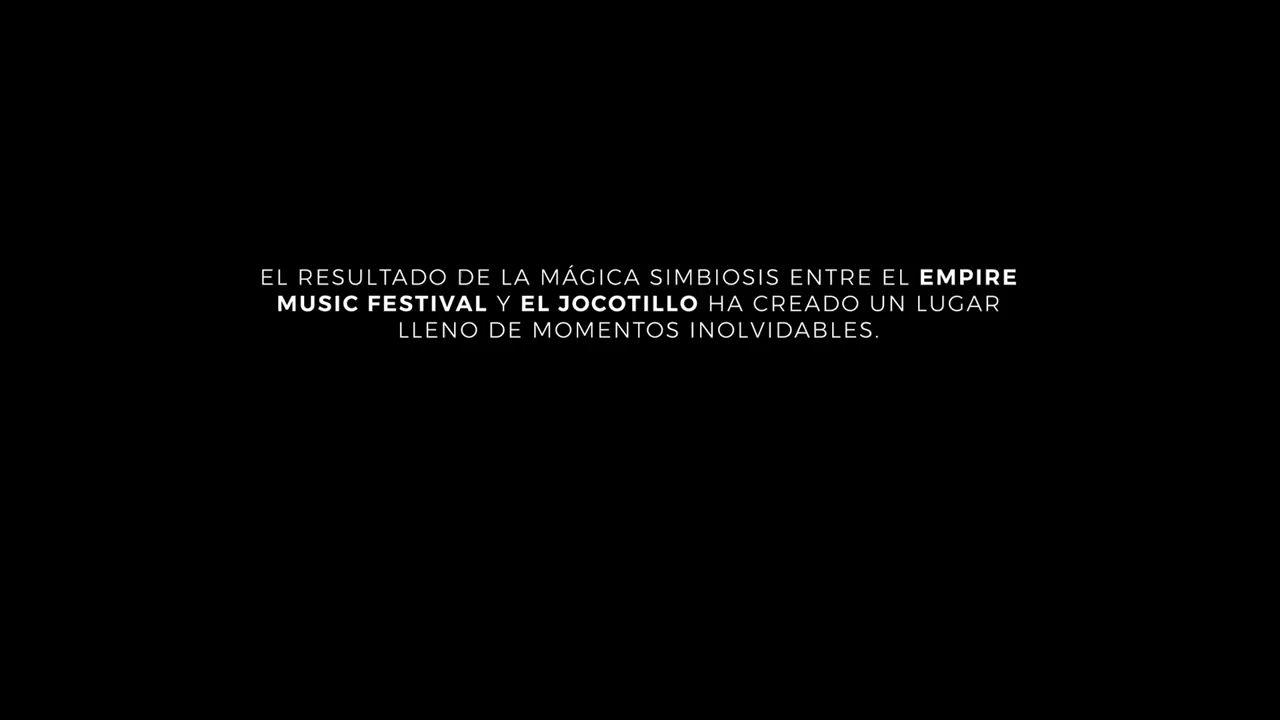 EL RESULTADO DE LA MÁGICA SIMBIOSIS ENTRE EL EMPIRE
MUSIC FESTIVAL Y EL JOCOTILLO HA CREADO UN LUGAR
LLENO DE MOMENTOS INOLVIDABLES.